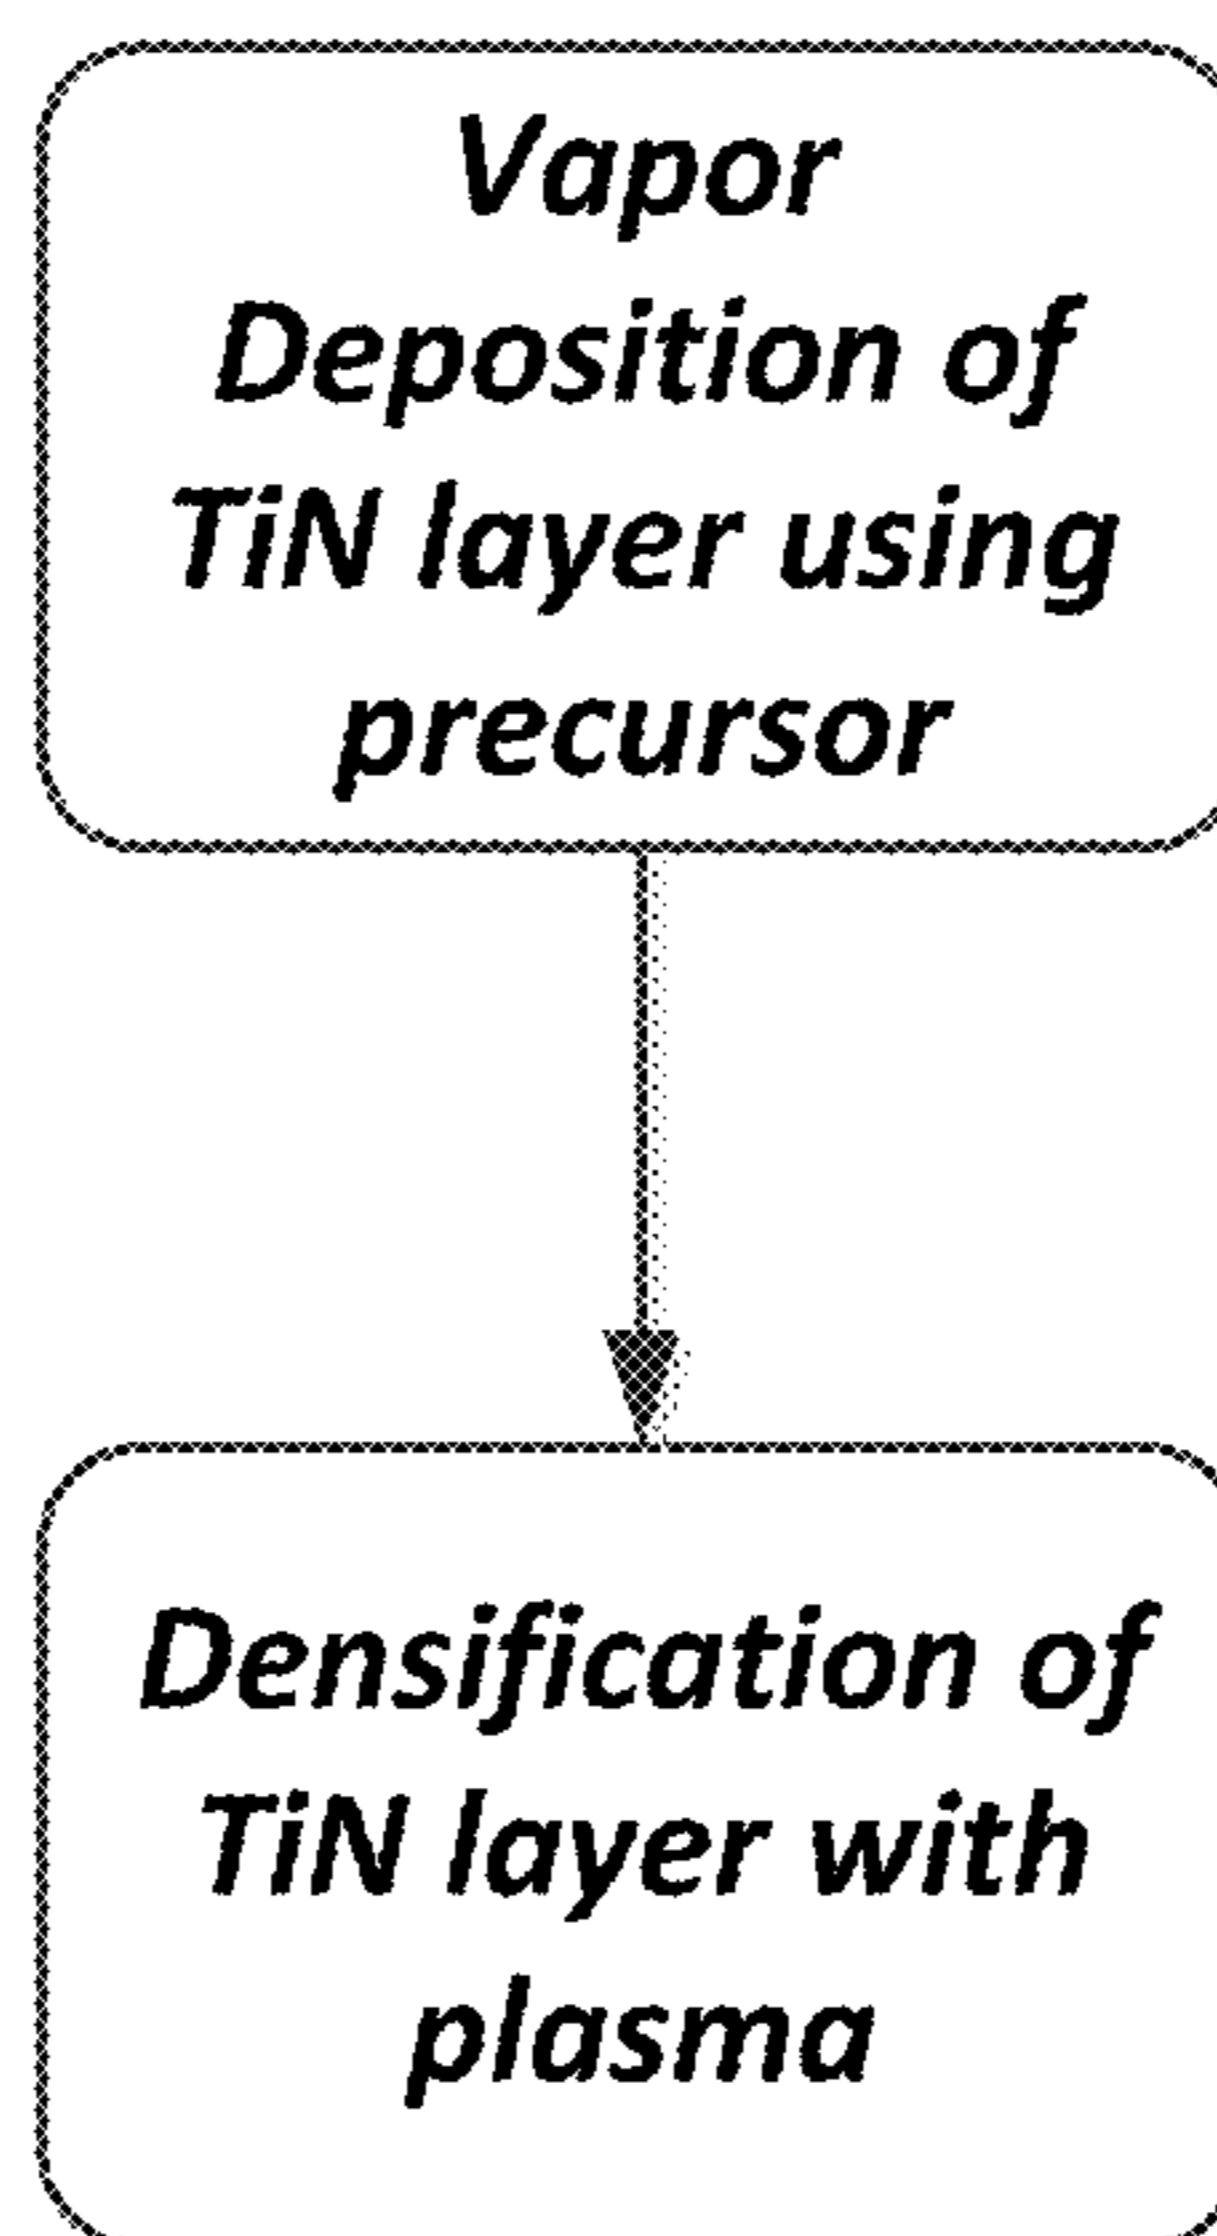 Vapor
Deposition of
TiN layer using
precursor
Densification of
TiN layer with
plasma